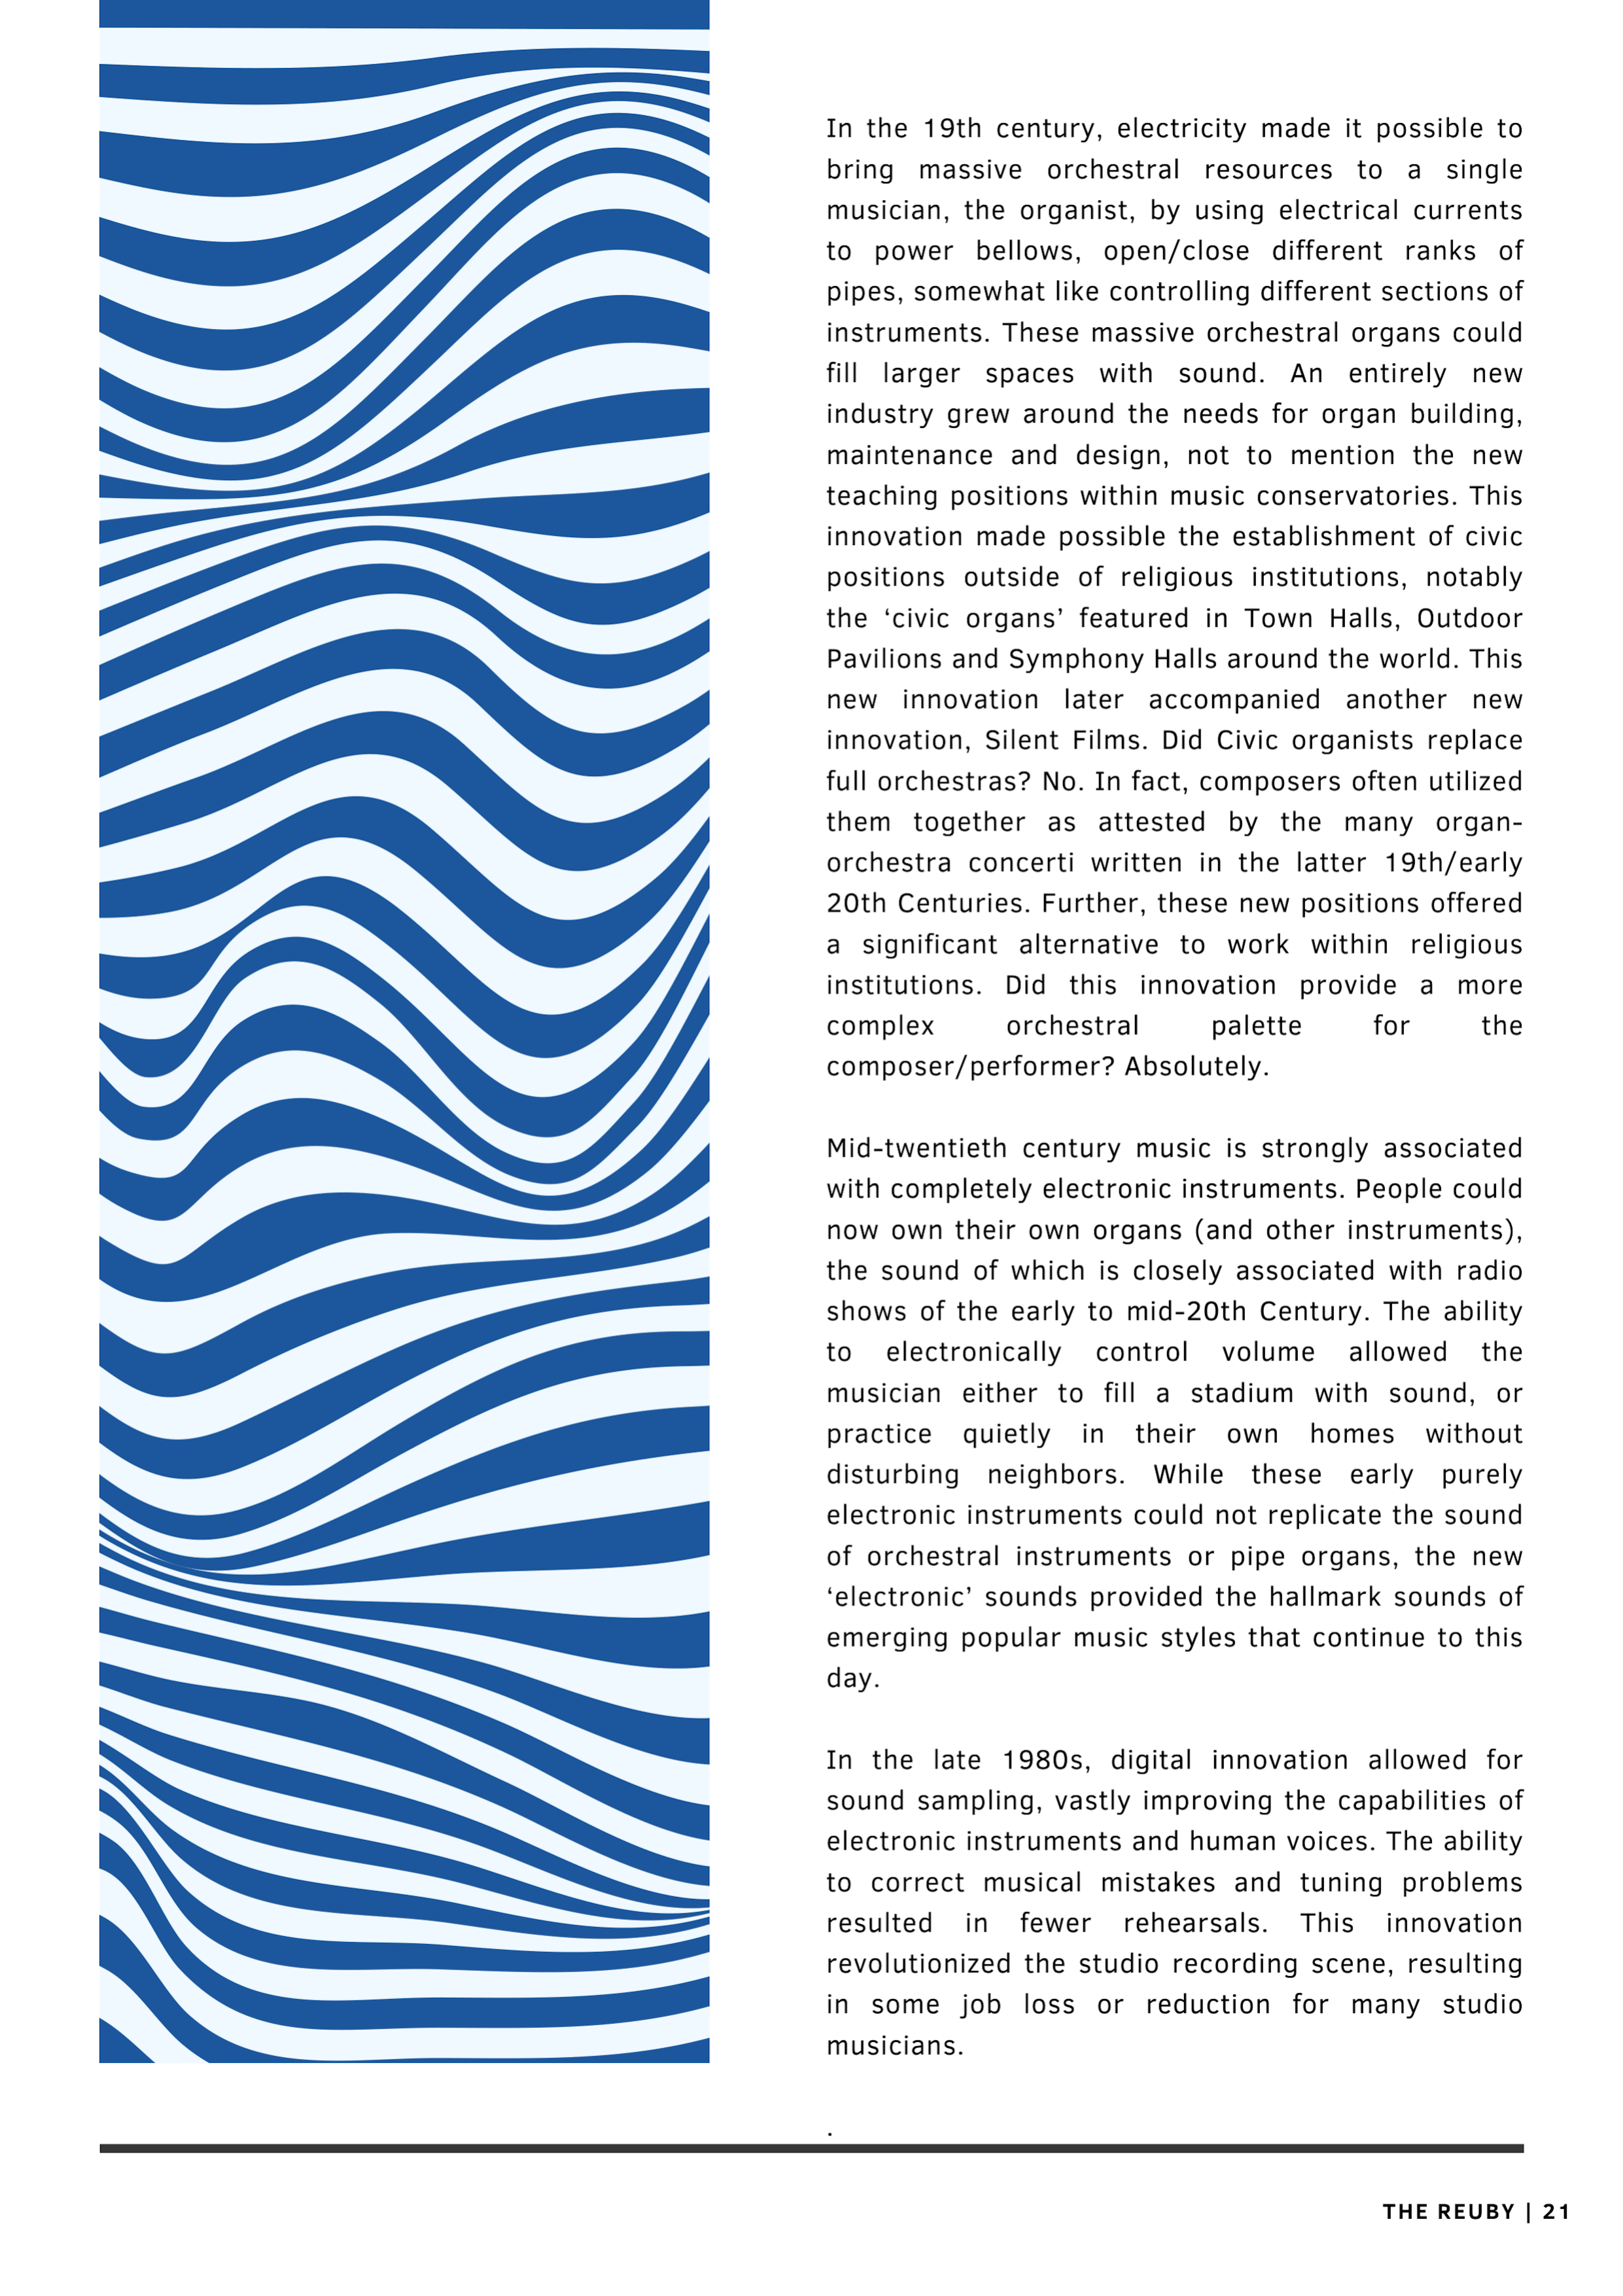 In the 19th century, electricity made it possible to
bring massive orchestral resources to a single
musician, the organist, by using electrical currents
to power bellows, open/close different ranks of
pipes, somewhat like controlling different sections of
instruments. These massive orchestral organs could
fill larger spaces with sound. An entirely new
industry grew around the needs for organ building,
maintenance and design, not to mention the new
teaching positions within music conservatories. This
innovation made possible the establishment of civic
positions outside of religious institutions, notably
the ‘civic organs’ featured in Town Halls, Outdoor
Pavilions and Symphony Halls around the world. This
new innovation later accompanied another new
innovation, Silent Films. Did Civic organists replace
full orchestras? No. In fact, composers often utilized
them together as attested by the many organ-
orchestra concerti written in the latter 19th/early
20th Centuries. Further, these new positions offered
a significant alternative to work within religious
institutions. Did this innovation provide a more
complex orchestral palette for the
composer/performer? Absolutely.
Mid-twentieth century music is strongly associated
with completely electronic instruments. People could
now own their own organs (and other instruments),
the sound of which is closely associated with radio
shows of the early to mid-20th Century. The ability
to electronically control volume allowed the
musician either to fill a stadium with sound, or
practice quietly in their own homes without
disturbing neighbors. While these early purely
electronic instruments could not replicate the sound
of orchestral instruments or pipe organs, the new
‘electronic’ sounds provided the hallmark sounds of
emerging popular music styles that continue to this
day.
In the late 1980s, digital innovation allowed for
sound sampling, vastly improving the capabilities of
electronic instruments and human voices. The ability
to correct musical mistakes and tuning problems
resulted in fewer rehearsals. This innovation
revolutionized the studio recording scene, resulting
in some job loss or reduction for many studio
musicians.
.
THE REUBY | 21